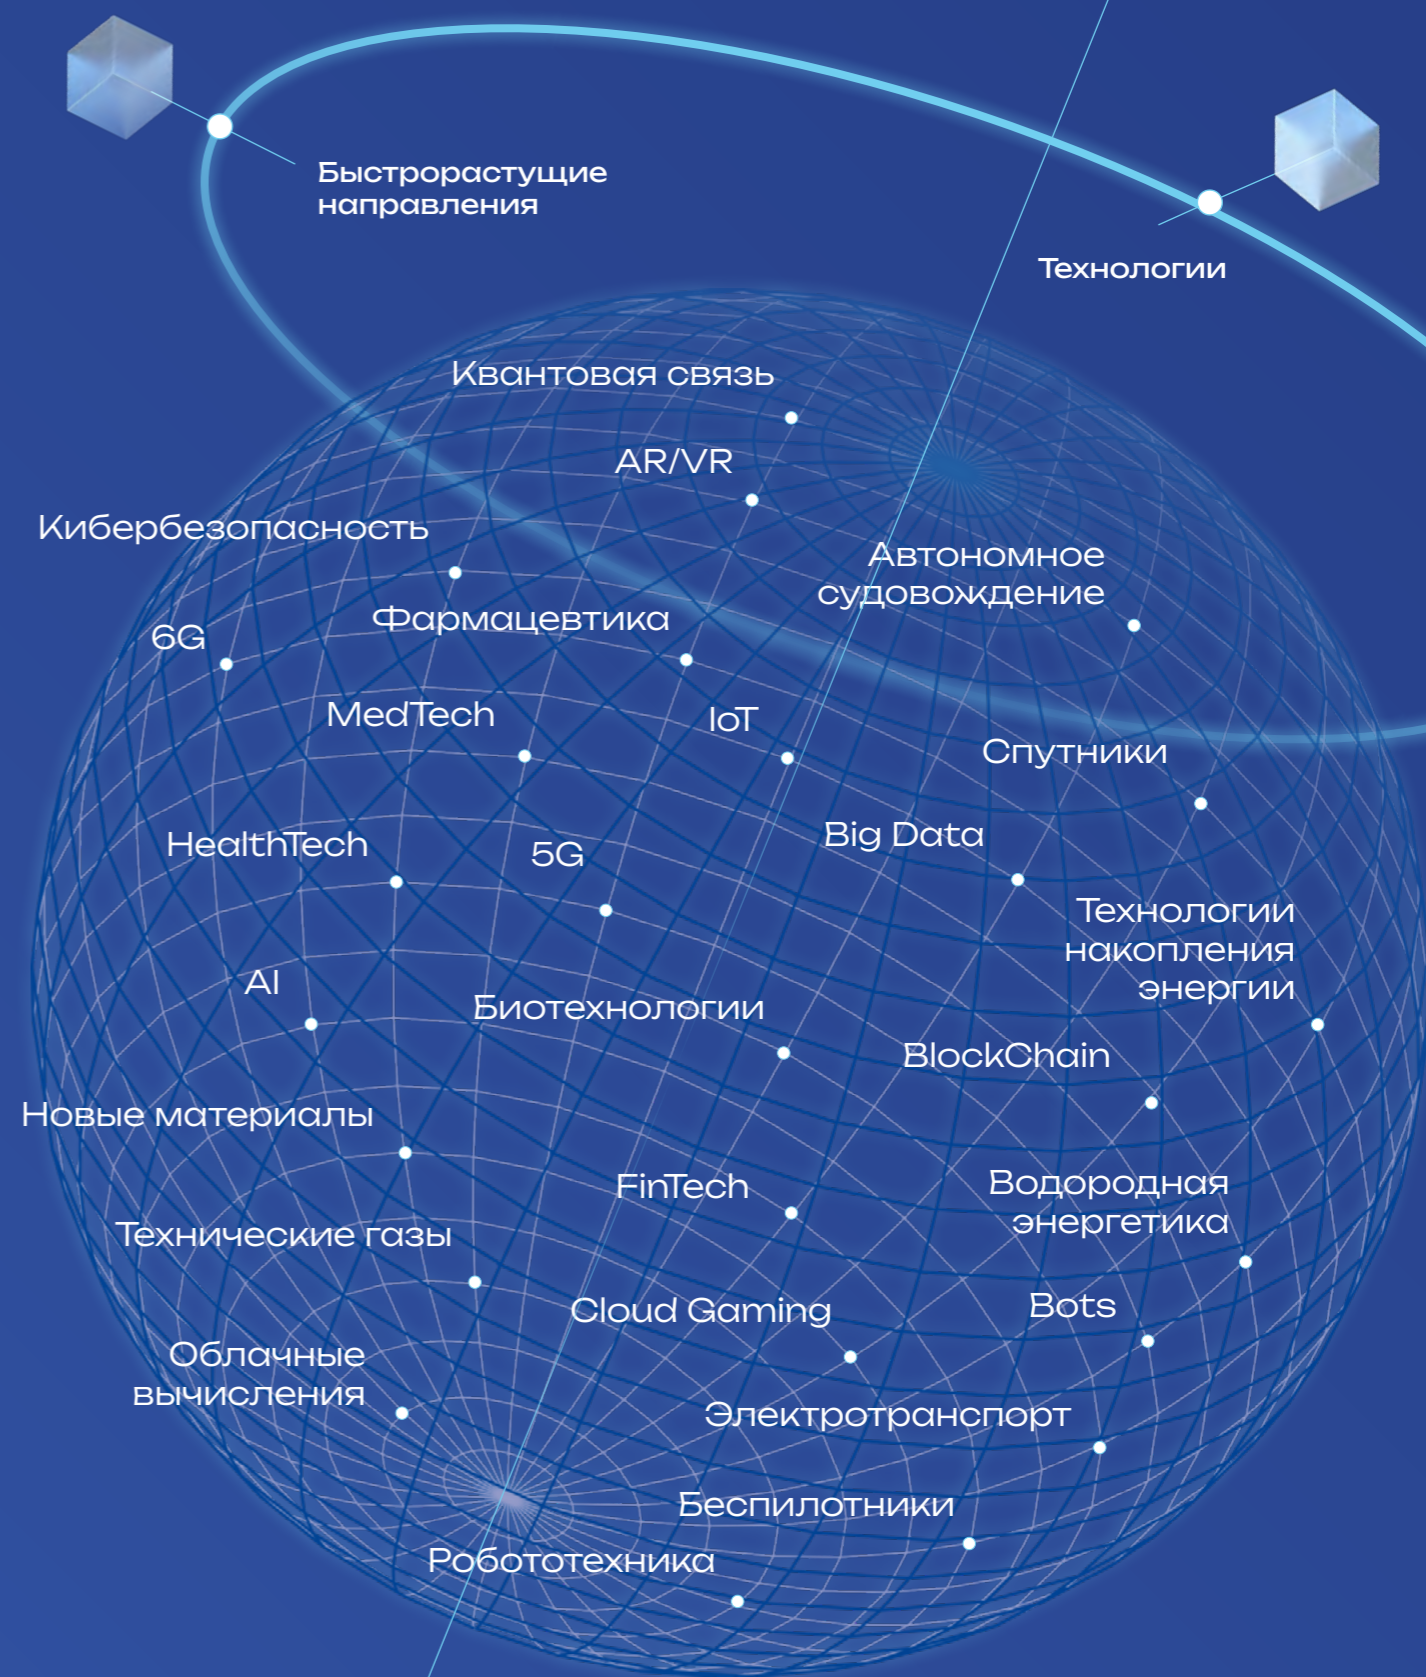 Быстрорастущие
направления
Технологии
Квантовая связь
AR/VR
Кибербезопасность
Автономное
судовождение
Фармацевтика
6G
MedTech
IoT
Спутники
HealthTech
5G
Big Data
Технологии
накопления
энергии
AI
Биотехнологии
BlockChain
Новые материалы
FinTech
Водородная
энергетика
Технические газы
Cloud Gaming
Bots
Облачные
вычисления
Электротранспорт
Беспилотники
Робототехника